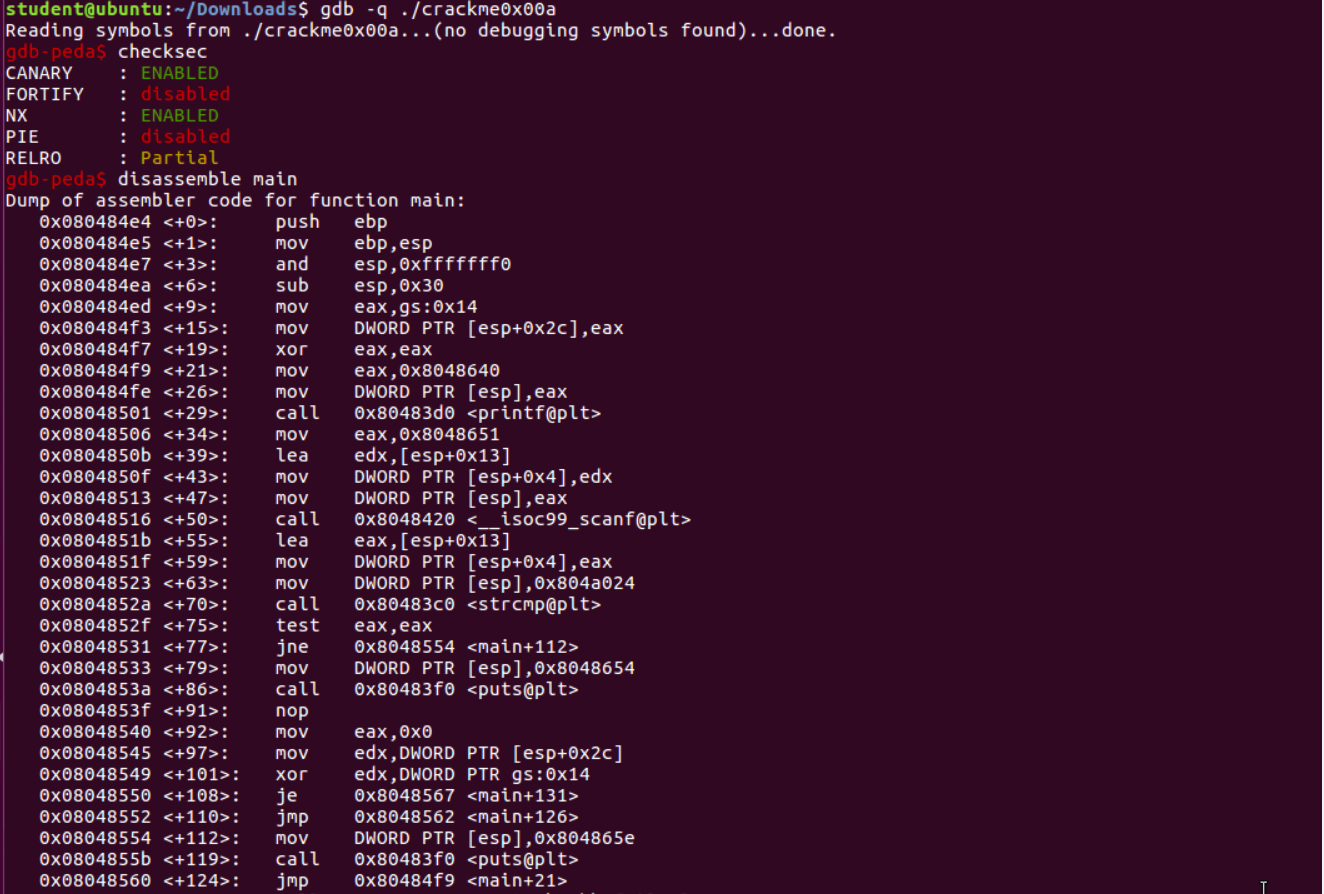 student@ubuntu:~/Downloads$ gdb -q ./crackme0x00a
Reading symbols from ./crackme0x00a...(no debugging symbols found)...done.
gdb-peda$ checksec
CANARY    : ENABLED
FORTIFY   : disabled
NX        : ENABLED
PIE       : disabled
RELRO     : Partial
gdb-peda$ disassemble main
Dump of assembler code for function main:
   0x080484e4 <+0>:     push   ebp
   0x080484e5 <+1>:     mov    ebp,esp
   0x080484e7 <+3>:     and    esp,0xfffffff0
   0x080484ea <+6>:     sub    esp,0x30
   0x080484ed <+9>:     mov    eax,gs:0x14
   0x080484f3 <+15>:    mov    DWORD PTR [esp+0x2c],eax
   0x080484f7 <+19>:    xor    eax,eax
   0x080484f9 <+21>:    mov    eax,0x8048640
   0x080484fe <+26>:    mov    DWORD PTR [esp],eax
   0x08048501 <+29>:    call   0x80483d0 <printf@plt>
   0x08048506 <+34>:    mov    eax,0x8048651
   0x0804850b <+39>:    lea    edx,[esp+0x13]
   0x0804850f <+43>:    mov    DWORD PTR [esp+0x4],edx
   0x08048513 <+47>:    mov    DWORD PTR [esp],eax
   0x08048516 <+50>:    call   0x8048420 <__isoc99_scanf@plt>
   0x0804851b <+55>:    lea    eax,[esp+0x13]
   0x0804851f <+59>:    mov    DWORD PTR [esp+0x4],eax
   0x08048523 <+63>:    mov    DWORD PTR [esp],0x804a024
   0x0804852a <+70>:    call   0x80483c0 <strcmp@plt>
   0x0804852f <+75>:    test   eax,eax
   0x08048531 <+77>:    jne    0x8048554 <main+112>
   0x08048533 <+79>:    mov    DWORD PTR [esp],0x8048654
   0x0804853a <+86>:    call   0x80483f0 <puts@plt>
   0x0804853f <+91>:    nop
   0x08048540 <+92>:    mov    eax,0x0
   0x08048545 <+97>:    mov    edx,DWORD PTR [esp+0x2c]
   0x08048549 <+101>:   xor    edx,DWORD PTR gs:0x14
   0x08048550 <+108>:   je     0x8048567 <main+131>
   0x08048552 <+110>:   jmp    0x8048562 <main+126>
   0x08048554 <+112>:   mov    DWORD PTR [esp],0x804865e
   0x0804855b <+119>:   call   0x80483f0 <puts@plt>
   0x08048560 <+124>:   jmp    0x80484f9 <main+21>